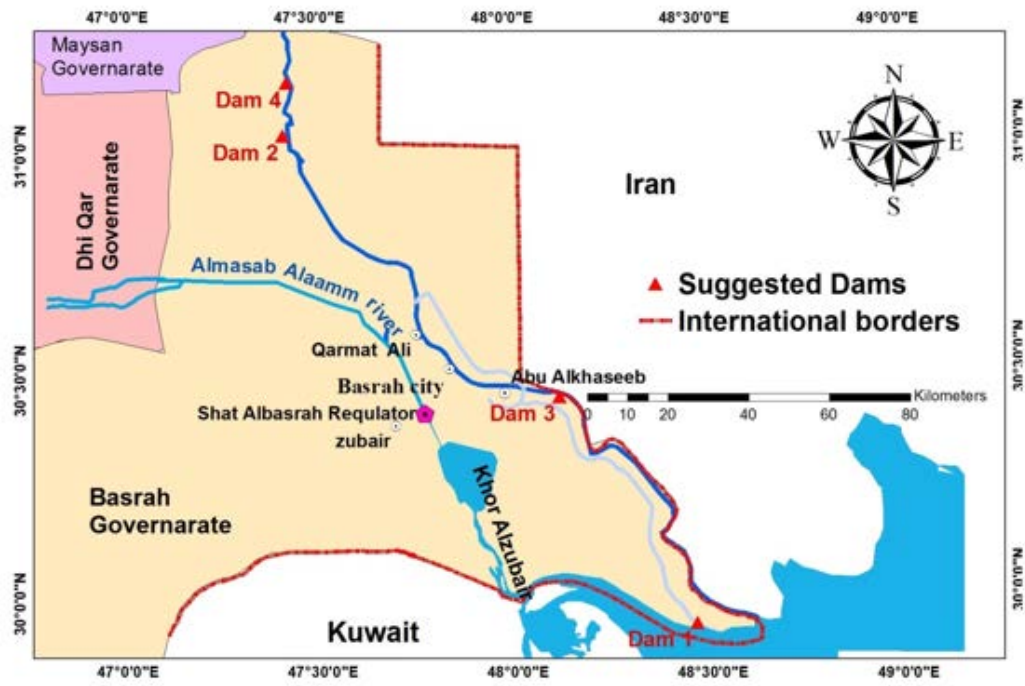 47°0'0"E
47°30'0"E
48°0'0"E
48°30'0"E
49°0'0"E
Maysan
Governarate
Dam 4
Dam 2
31°0'0"N
31°0'0"N
N
W
E
S
Iran
Dhi Qar
Governarate
Almasab Alaamm river
Suggested Dams
International borders
Qarmat Ali
30°30'0"N
30°30'0"N
Abu Alkhaseeb
Basrah city
Kilometers
0 10 20 40 60 80
Shat Albasrah Requlator
Dam 3
zubair
Basrah
Governarate
Khor Alzubair
30°0'0"N
30°0'0"N
Kuwait
Dam 1
47°0'0"E
47°30'0"E
48°0'0"E
48°30'0"E
49°0'0"E